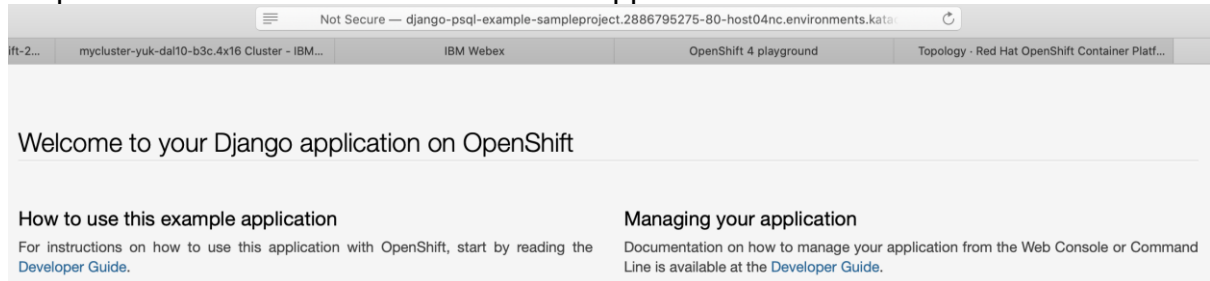 Not Secure — django-psql-example-sampleproject.2886795275-80-host04nc.environments.kata
ift-2... mycluster-yuk-dal10-b3c.4x16 Cluster - IBM... IBM Webex OpenShift 4 playground Topology · Red Hat OpenShift Container Platf...
Welcome to your Django application on OpenShift
How to use this example application
For instructions on how to use this application with OpenShift, start by reading the
Developer Guide.
Managing your application
Documentation on how to manage your application from the Web Console or Command
Line is available at the Developer Guide.